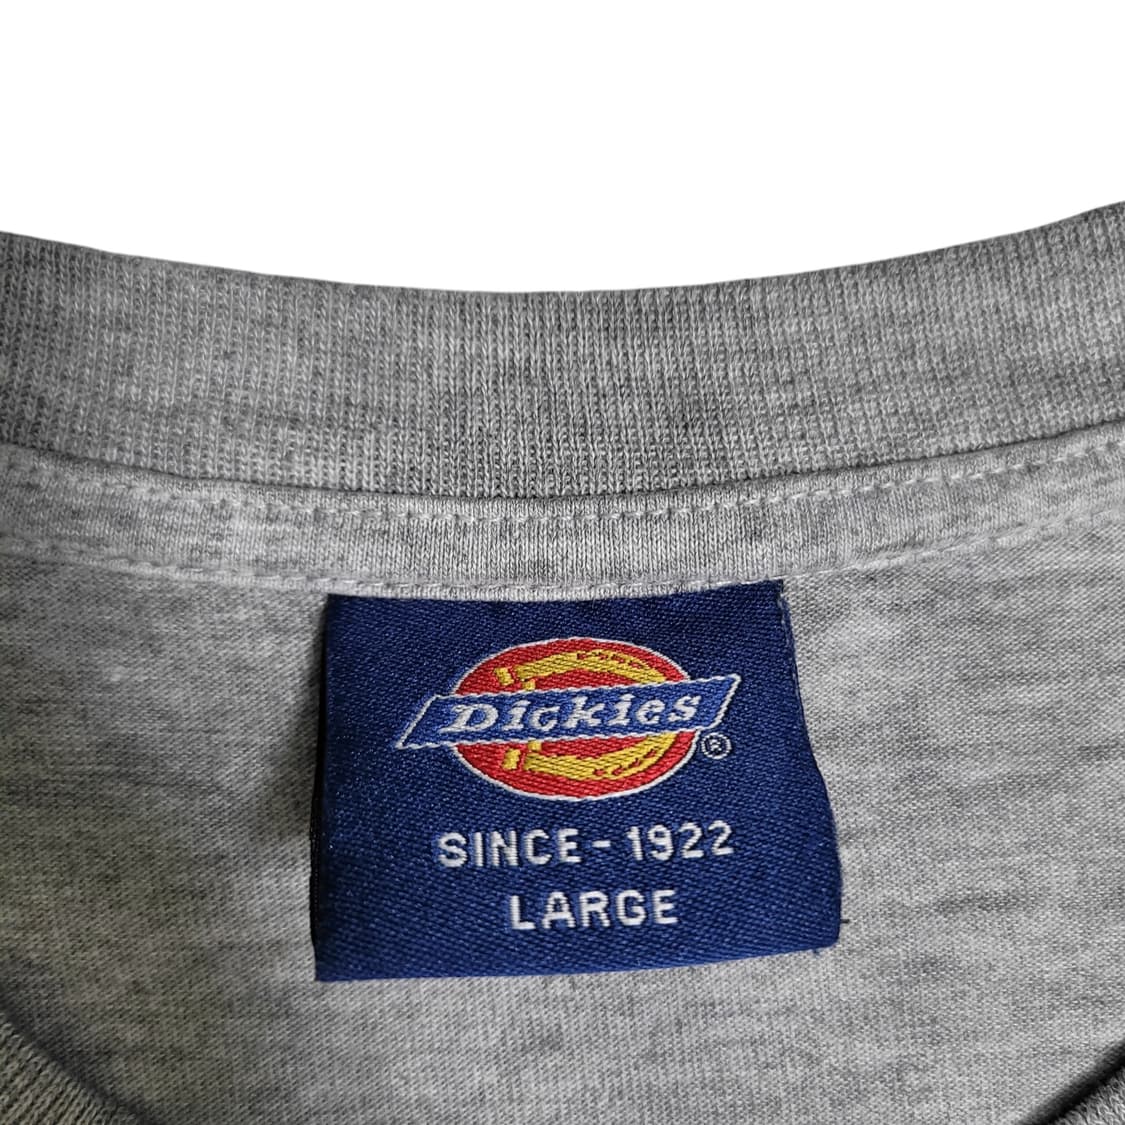 Dickies
®
SINCE-1922
LARGE